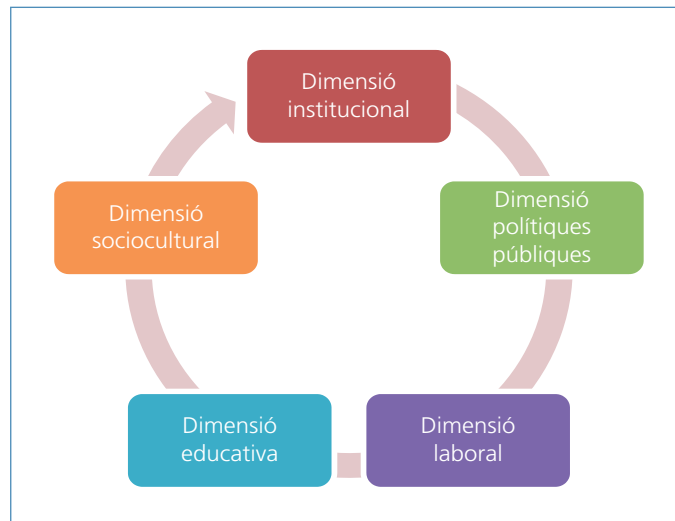 Dimensió
institucional
Dimensió
polítiques
públiques
Dimensió
laboral
Dimensió
educativa
Dimensió
sociocultural